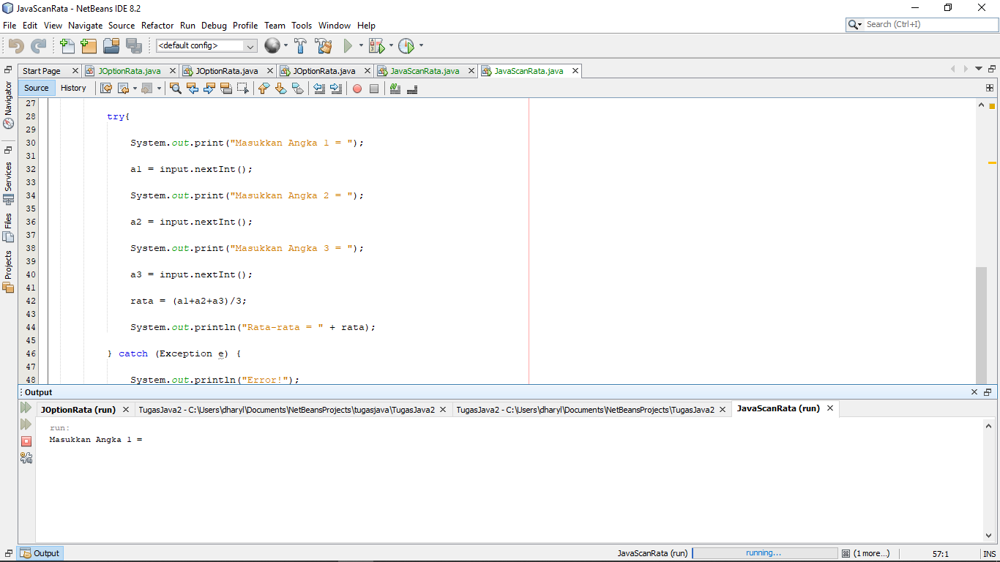 JavaScanRata - NetBeans IDE 8.2
File Edit View Navigate Source Refactor Run Debug Profile Team Tools Window Help
Search (Ctrl+I)
<default config>
Start Page JOptionRata.java JOptionRata.java JOptionRata.java JavaScanRata.java JavaScanRata.java
Source History
Navigator
Services
Files
Projects
27
28 try{
29
30 System.out.print("Masukkan Angka 1 = ");
31
32 a1 = input.nextInt();
33
34 System.out.print("Masukkan Angka 2 = ");
35
36 a2 = input.nextInt();
37
38 System.out.print("Masukkan Angka 3 = ");
39
40 a3 = input.nextInt();
41
42 rata = (a1+a2+a3)/3;
43
44 System.out.println("Rata-rata = " + rata);
45
46 } catch (Exception e) {
47
48 System.out.println("Error!");
Output
JOptionRata (run) TugasJava2 - C:\Users\dharyl\Documents\NetBeansProjects\tugasjava\TugasJava2 TugasJava2 - C:\Users\dharyl\Documents\NetBeansProjects\TugasJava2 JavaScanRata (run)
run:
Masukkan Angka 1 =
Output JavaScanRata (run) running... (1 more...) 57:1 INS